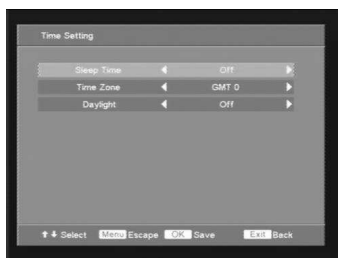 Time Setting
Sleep Time Off
Time Zone GMT 0
Daylight Off
Select Menu Escape OK Save Exit Back